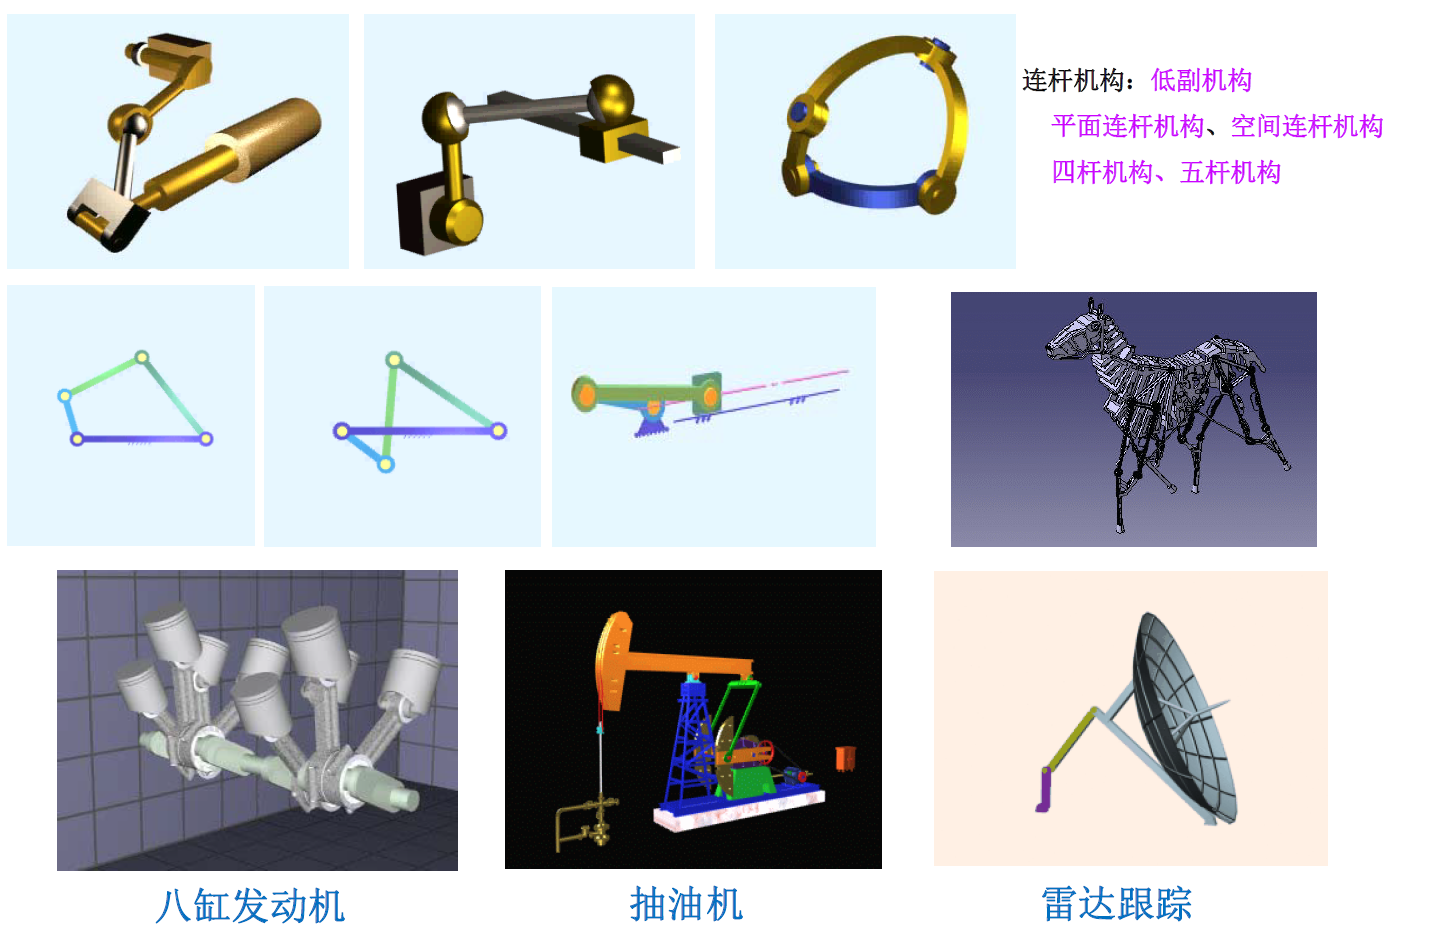 连杆机构：低副机构
平面连杆机构、空间连杆机构
四杆机构、五杆机构
八缸发动机
抽油机
雷达跟踪